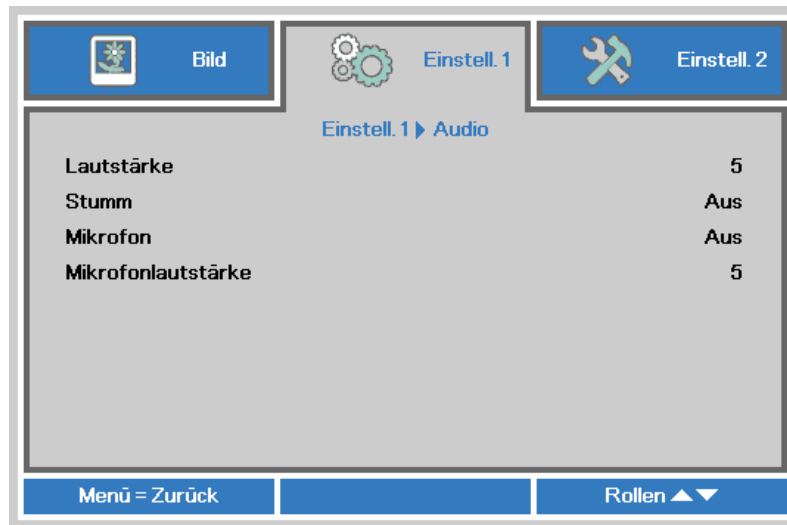 Bild
Einstell. 1
Einstell. 2
Einstell. 1 ▶ Audio
Lautstärke 5
Stumm Aus
Mikrofon Aus
Mikrofonlautstärke 5
Menü = Zurück
Rollen ▲▼